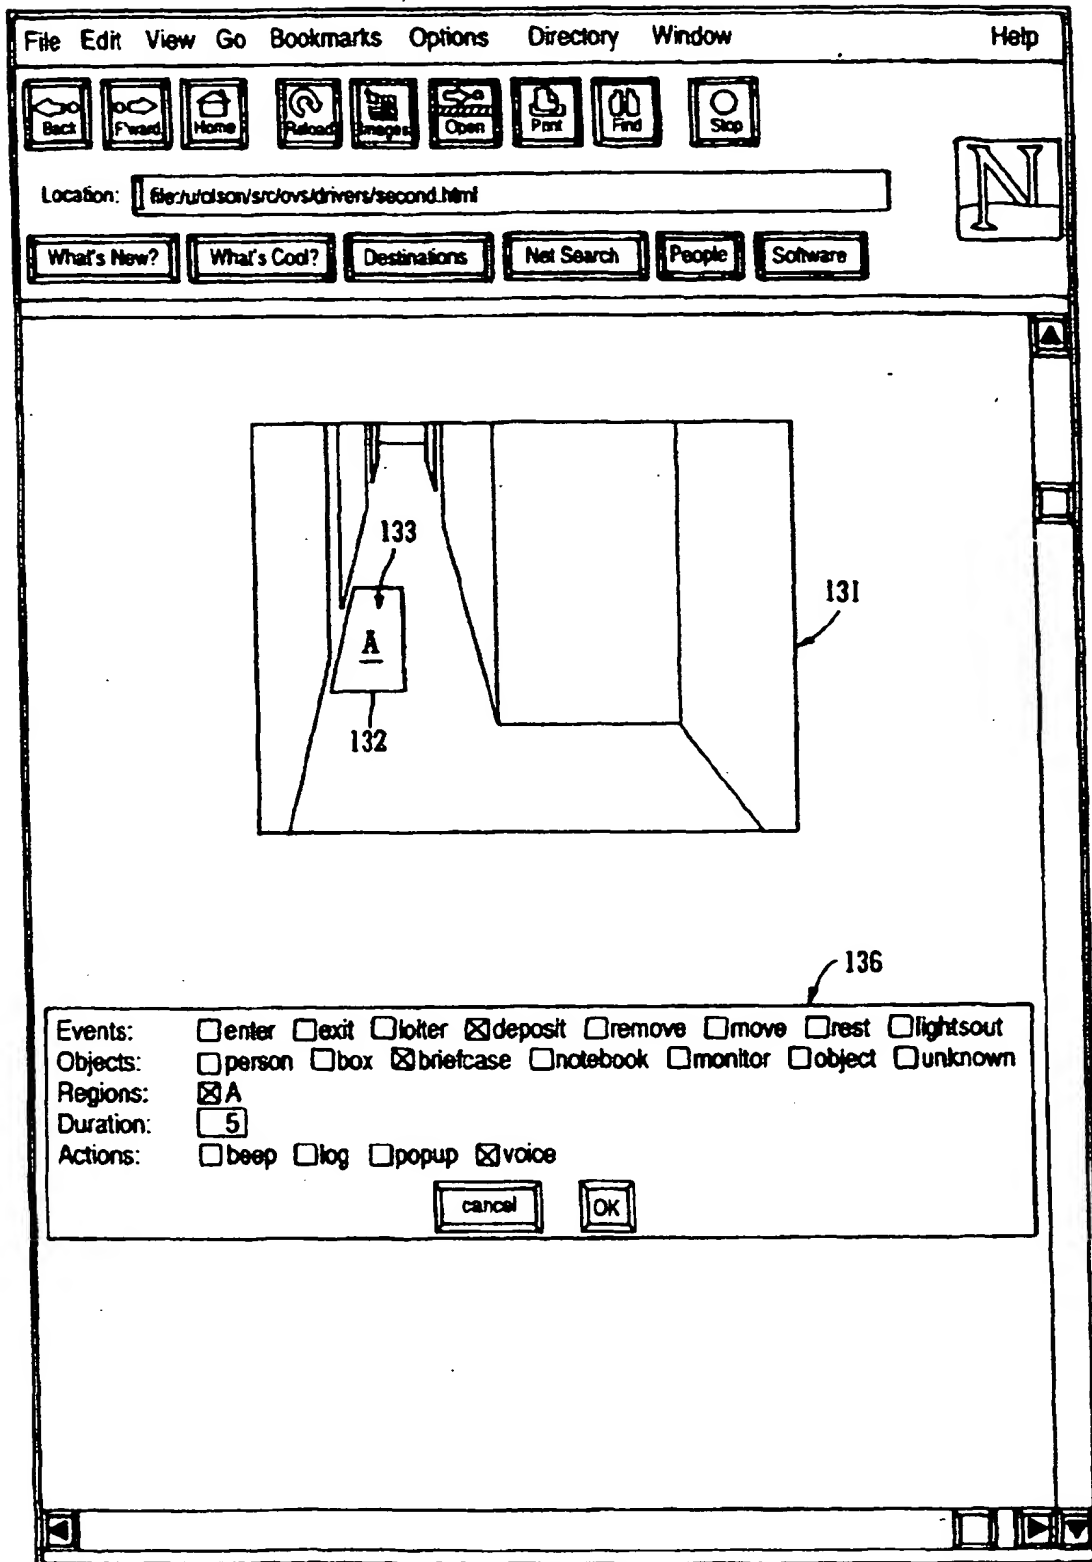 File Edit View Go Bookmarks Options Directory Window Help
Back F'ward Home Reload Images Open Print Find Stop
N
Location: file:/u/olson/src/ovs/drivers/second.html
What's New? What's Cool? Destinations Net Search People Software
133
131
A
132
136
Events: enter exit loiter deposit remove move rest lightsout
Objects: person box briefcase notebook monitor object unknown
Regions: A
Duration: 5
Actions: beep log popup voice
cancel OK